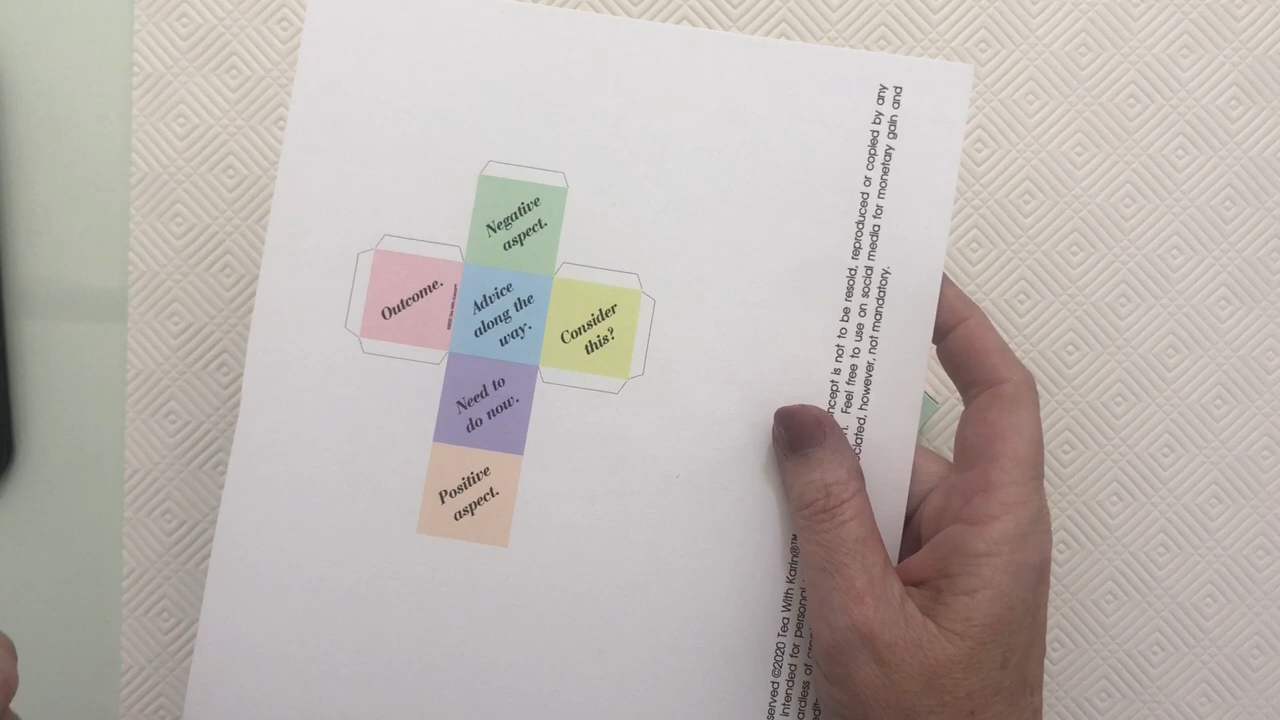 Negative
aspect.
Outcome.
Advice
along the
way.
Consider
this?
Need to
do now.
Positive
aspect.
served ©2020 Tea With Karin®™
intended for personal
ncept is not to be resold, reproduced or copied by any
Feel free to use on social media for monetary gain and
however, not mandatory.